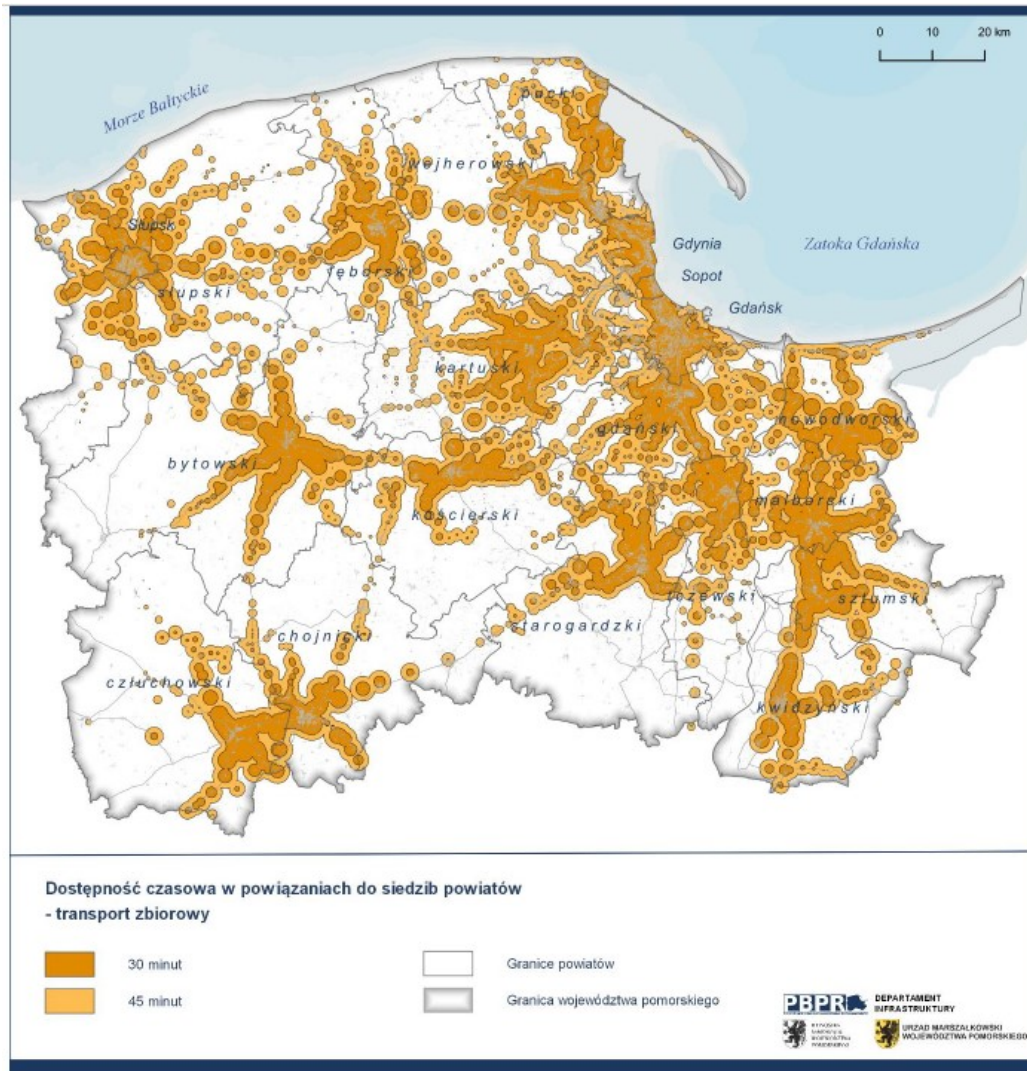 0 10 20 km
Morze Bałtyckie
pucki
wejherowski
Słupsk
Gdynia
Zatoka Gdańska
lęborski
Sopot
słupski
Gdańsk
kartuski
nowodworski
gdański
bytowski
malborski
kościerski
tczewski
sztumski
starogardzki
chojnicki
człuchowski
kwidzyński
Dostępność czasowa w powiązaniach do siedzib powiatów
- transport zbiorowy
30 minut
Granice powiatów
45 minut
Granica województwa pomorskiego
PBPR
DEPARTAMENT
INFRASTRUKTURY
URZĄD MARSZAŁKOWSKI
WOJEWÓDZTWA POMORSKIEGO